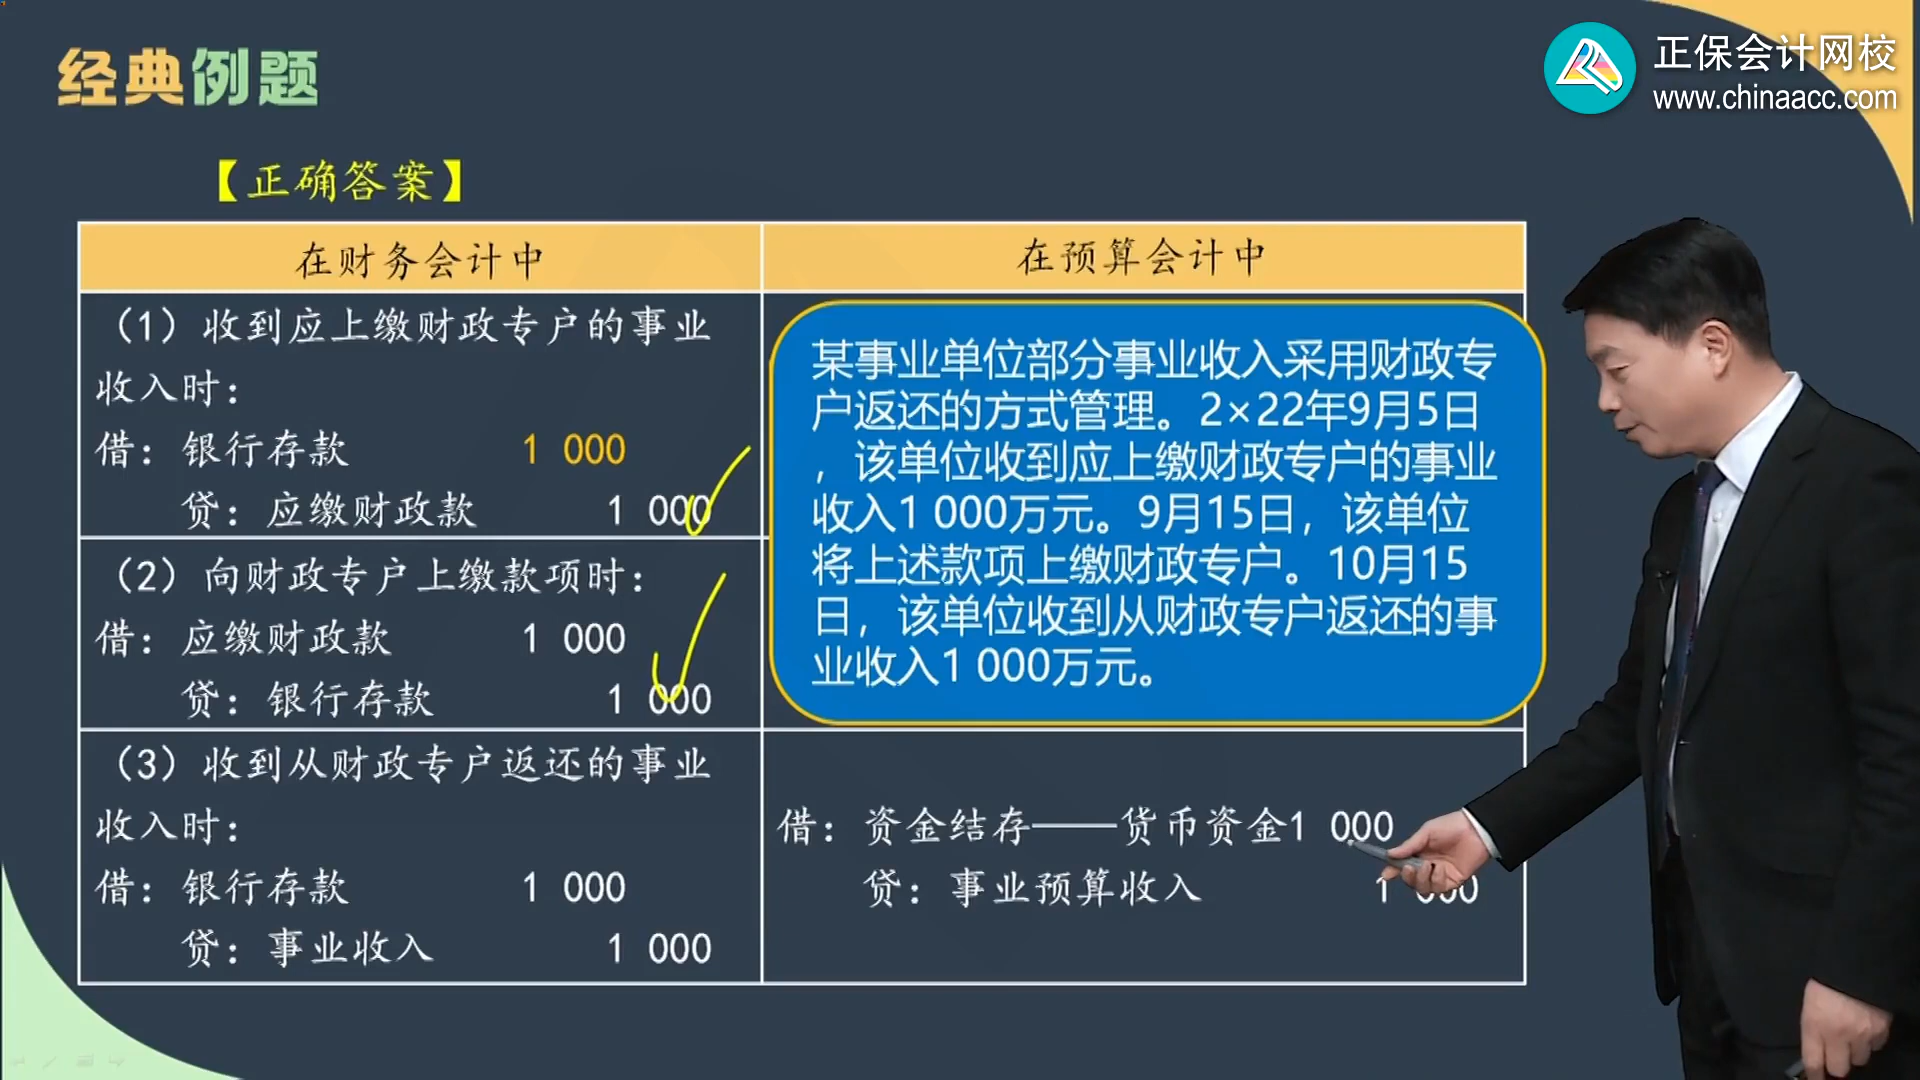 经典例题
正保会计网校
www.chinaacc.com
【正确答案】
在财务会计中
在预算会计中
（1）收到应上缴财政专户的事业
收入时：
借：银行存款 1 000
贷：应缴财政款 1 000
（2）向财政专户上缴款项时：
借：应缴财政款 1 000
贷：银行存款 1 000
某事业单位部分事业收入采用财政专
户返还的方式管理。2×22年9月5日
，该单位收到应上缴财政专户的事业
收入1 000万元。9月15日，该单位
将上述款项上缴财政专户。10月15
日，该单位收到从财政专户返还的事
业收入1 000万元。
（3）收到从财政专户返还的事业
收入时：
借：银行存款 1 000
贷：事业收入 1 000
借：资金结存——货币资金1 000
贷：事业预算收入 1 000